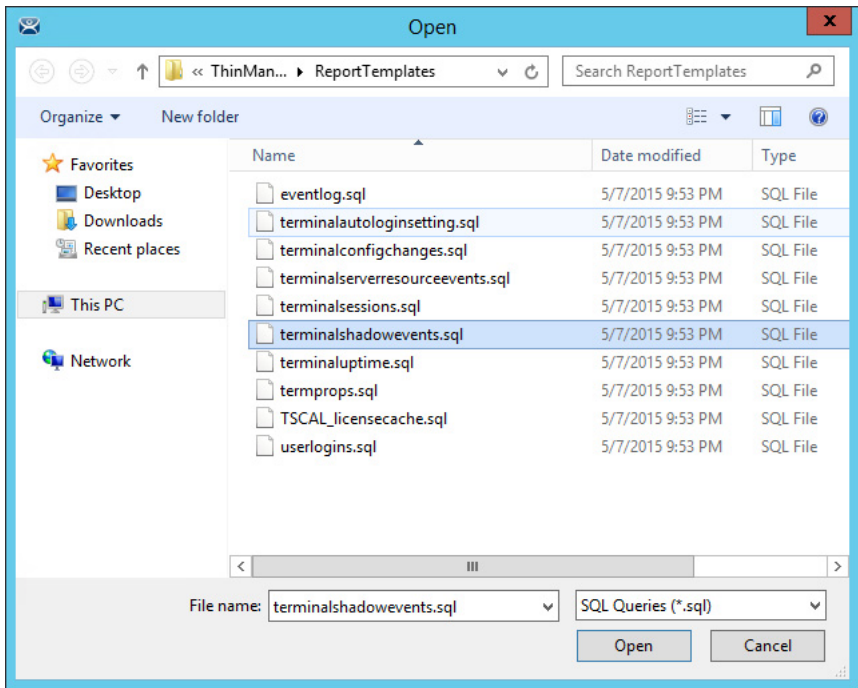 Open
x
« ThinMan... ReportTemplates
Search ReportTemplates
Organize
New folder
Name Date modified Type
Favorites
Desktop
Downloads
Recent places
This PC
Network
eventlog.sql 5/7/2015 9:53 PM SQL File
terminalautologinsetting.sql 5/7/2015 9:53 PM SQL File
terminalconfigchanges.sql 5/7/2015 9:53 PM SQL File
terminalserverresourceevents.sql 5/7/2015 9:53 PM SQL File
terminalsessions.sql 5/7/2015 9:53 PM SQL File
terminalshadowevents.sql 5/7/2015 9:53 PM SQL File
terminaluptime.sql 5/7/2015 9:53 PM SQL File
termprops.sql 5/7/2015 9:53 PM SQL File
TSCAL_licensecache.sql 5/7/2015 9:53 PM SQL File
userlogins.sql 5/7/2015 9:53 PM SQL File
File name: terminalshadowevents.sql SQL Queries (*.sql)
Open Cancel